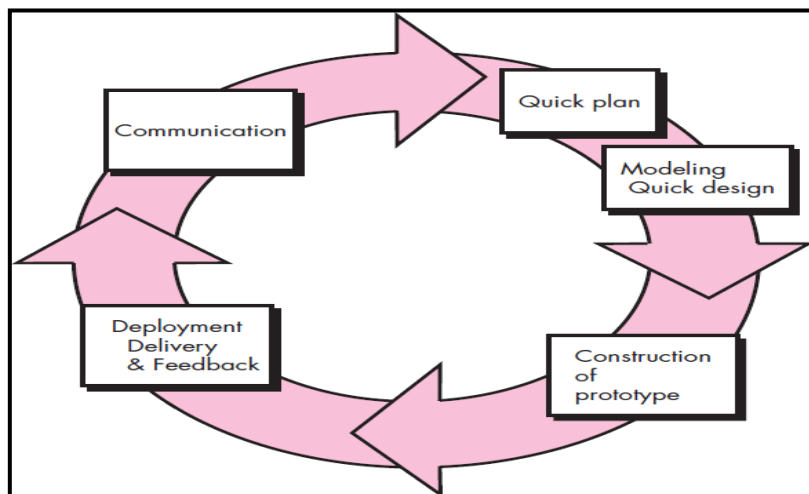 Communication
Quick plan
Modeling
Quick design
Construction
of
prototype
Deployment
Delivery
& Feedback